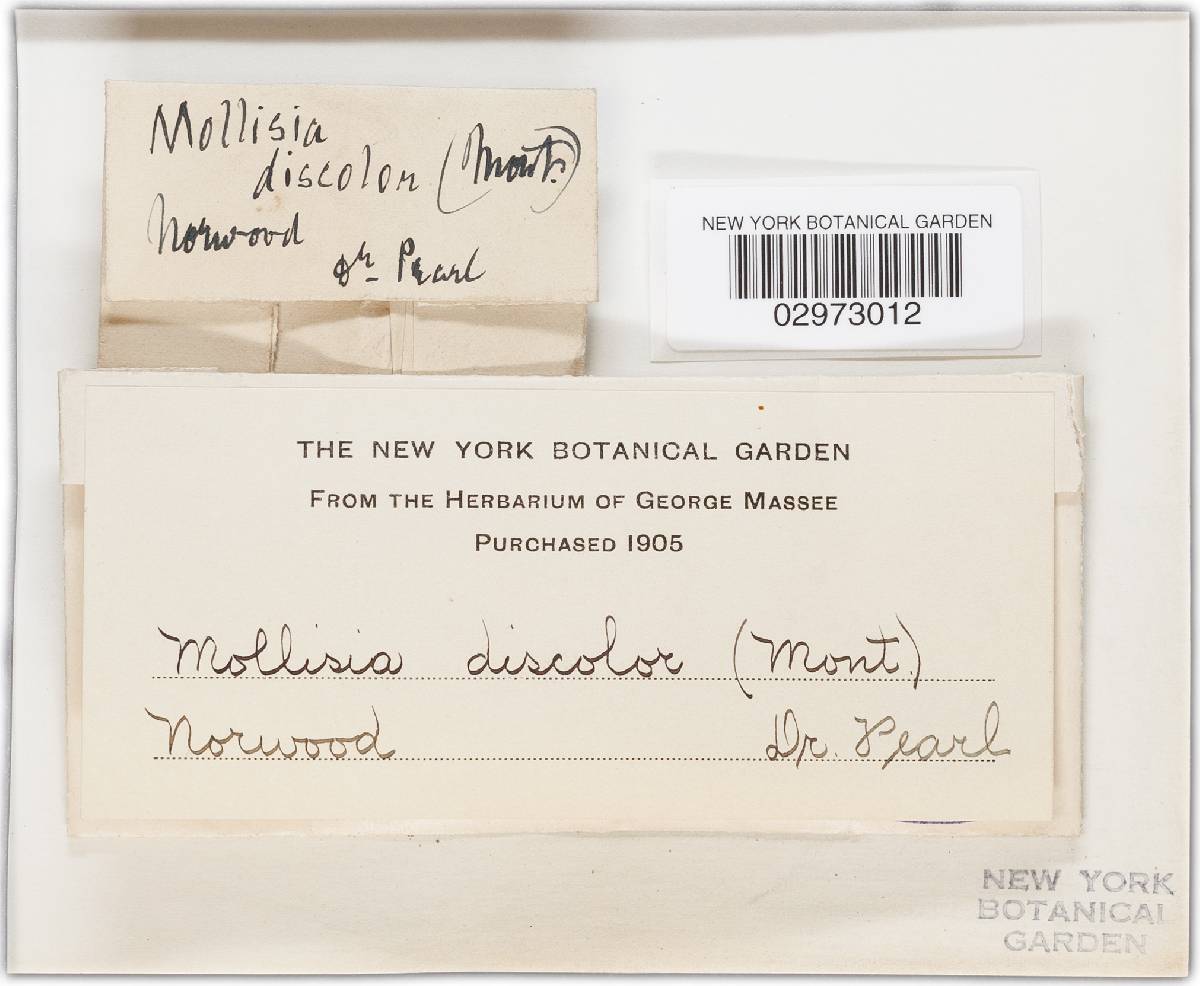 Mollisia
discolor (Mont.)
Norwood
Dr Pearl
NEW YORK BOTANICAL GARDEN
02973012
THE NEW YORK BOTANICAL GARDEN
FROM THE HERBARIUM OF GEORGE MASSEE
PURCHASED 1905
Mollisia discolor (Mont.)
Norwood Dr. Pearl
NEW YORK
BOTANICAL
GARDEN